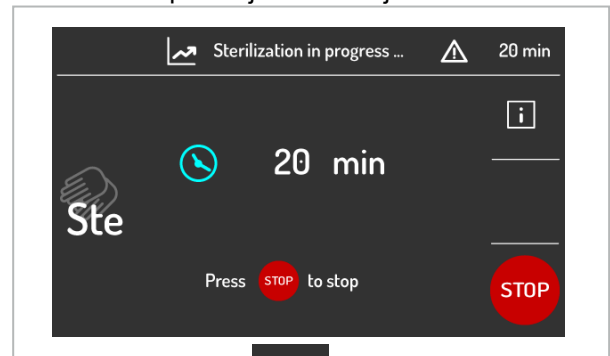 Sterilization in progress ... 20 min
i
20 min
Ste
Press STOP to stop
STOP